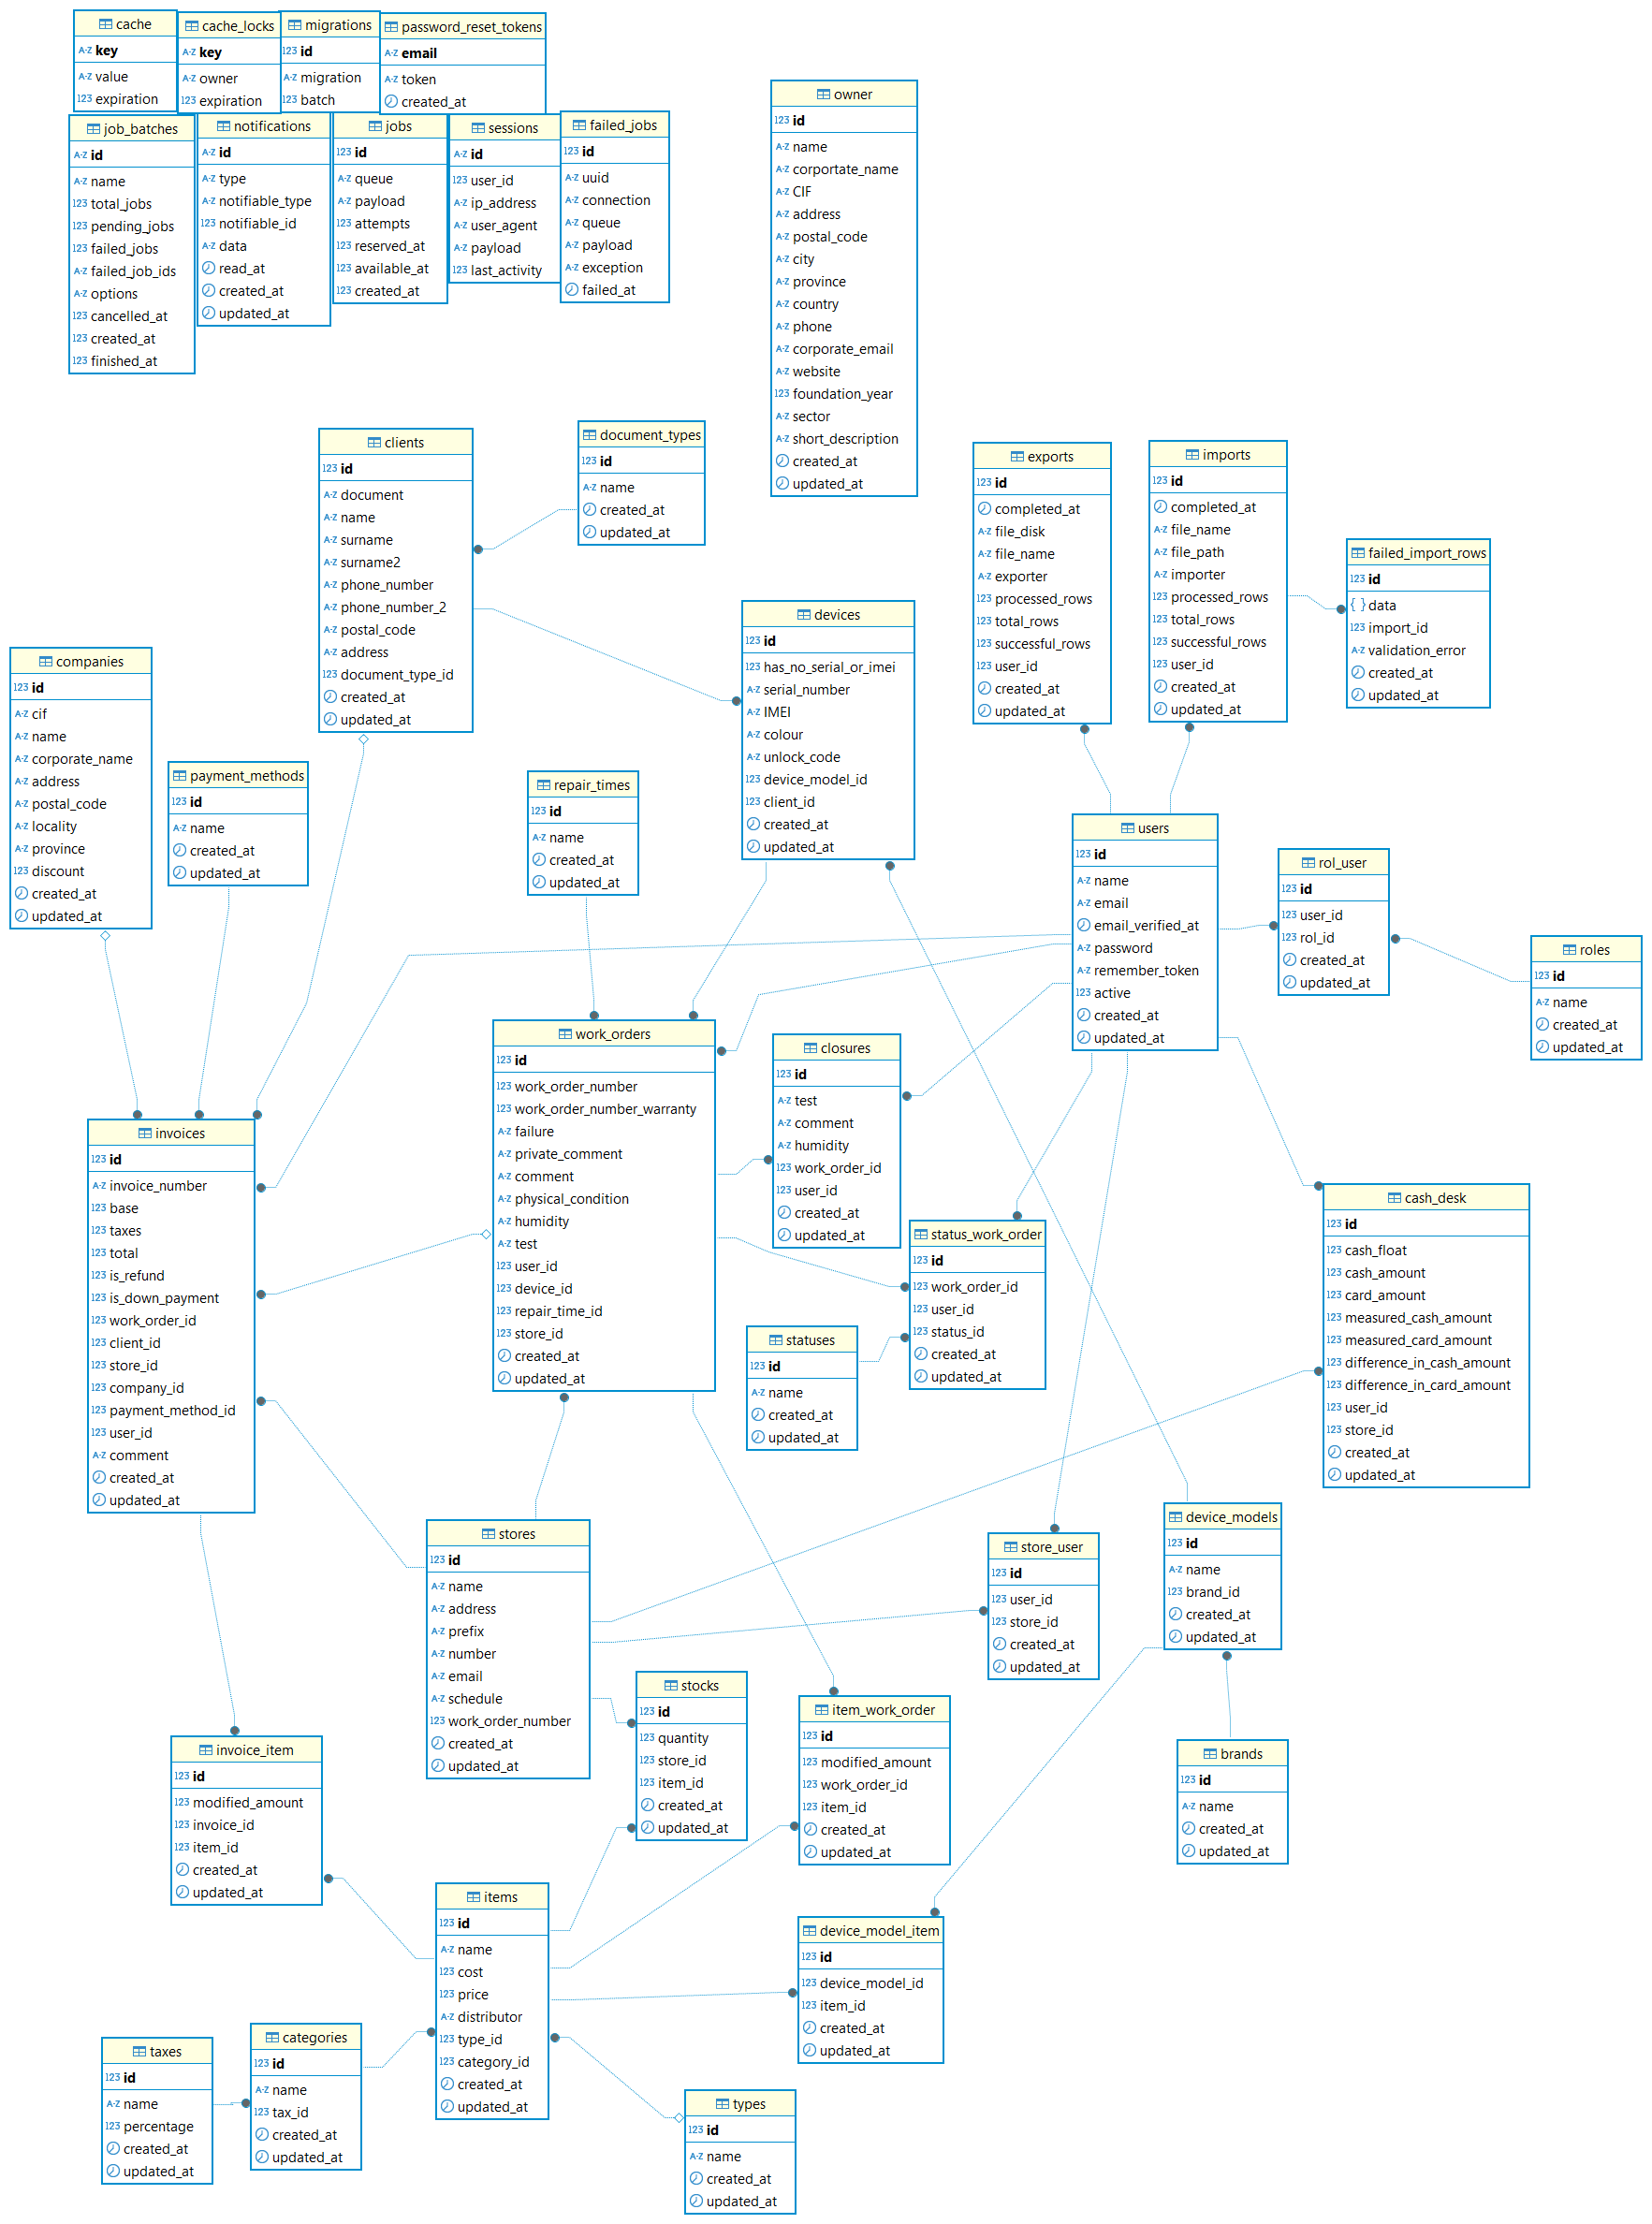 cache
key
value
expiration
cache_locks
key
owner
expiration
migrations
id
migration
batch
password_reset_tokens
email
token
created_at
job_batches
id
name
total_jobs
pending_jobs
failed_jobs
failed_job_ids
options
cancelled_at
created_at
finished_at
notifications
id
type
notifiable_type
notifiable_id
data
read_at
created_at
updated_at
jobs
id
queue
payload
attempts
reserved_at
available_at
created_at
sessions
id
user_id
ip_address
user_agent
payload
last_activity
failed_jobs
id
uuid
connection
queue
payload
exception
failed_at
owner
id
name
corportate_name
CIF
address
postal_code
city
province
country
phone
corporate_email
website
foundation_year
sector
short_description
created_at
updated_at
clients
id
document
name
surname
surname2
phone_number
phone_number_2
postal_code
address
document_type_id
created_at
updated_at
document_types
id
name
created_at
updated_at
exports
id
completed_at
file_disk
file_name
exporter
processed_rows
total_rows
successful_rows
user_id
created_at
updated_at
imports
id
completed_at
file_name
file_path
importer
processed_rows
total_rows
successful_rows
user_id
created_at
updated_at
failed_import_rows
id
data
import_id
validation_error
created_at
updated_at
devices
id
has_no_serial_or_imei
serial_number
IMEI
colour
unlock_code
device_model_id
client_id
created_at
updated_at
companies
id
cif
name
corporate_name
address
postal_code
locality
province
discount
created_at
updated_at
payment_methods
id
name
created_at
updated_at
repair_times
id
name
created_at
updated_at
users
id
name
email
email_verified_at
password
remember_token
active
created_at
updated_at
rol_user
id
user_id
rol_id
created_at
updated_at
roles
id
name
created_at
updated_at
work_orders
id
work_order_number
work_order_number_warranty
failure
private_comment
comment
physical_condition
humidity
test
user_id
device_id
repair_time_id
store_id
created_at
updated_at
closures
id
test
comment
humidity
work_order_id
user_id
created_at
updated_at
invoices
id
invoice_number
base
taxes
total
is_refund
is_down_payment
work_order_id
client_id
store_id
company_id
payment_method_id
user_id
comment
created_at
updated_at
status_work_order
id
work_order_id
user_id
status_id
created_at
updated_at
statuses
id
name
created_at
updated_at
cash_desk
id
cash_float
cash_amount
card_amount
measured_cash_amount
measured_card_amount
difference_in_cash_amount
difference_in_card_amount
user_id
store_id
created_at
updated_at
stores
id
name
address
prefix
number
email
schedule
work_order_number
created_at
updated_at
store_user
id
user_id
store_id
created_at
updated_at
device_models
id
name
brand_id
created_at
updated_at
stocks
id
quantity
store_id
item_id
created_at
updated_at
item_work_order
id
modified_amount
work_order_id
item_id
created_at
updated_at
brands
id
name
created_at
updated_at
invoice_item
id
modified_amount
invoice_id
item_id
created_at
updated_at
items
id
name
cost
price
distributor
type_id
category_id
created_at
updated_at
device_model_item
id
device_model_id
item_id
created_at
updated_at
taxes
id
name
percentage
created_at
updated_at
categories
id
name
tax_id
created_at
updated_at
types
id
name
created_at
updated_at